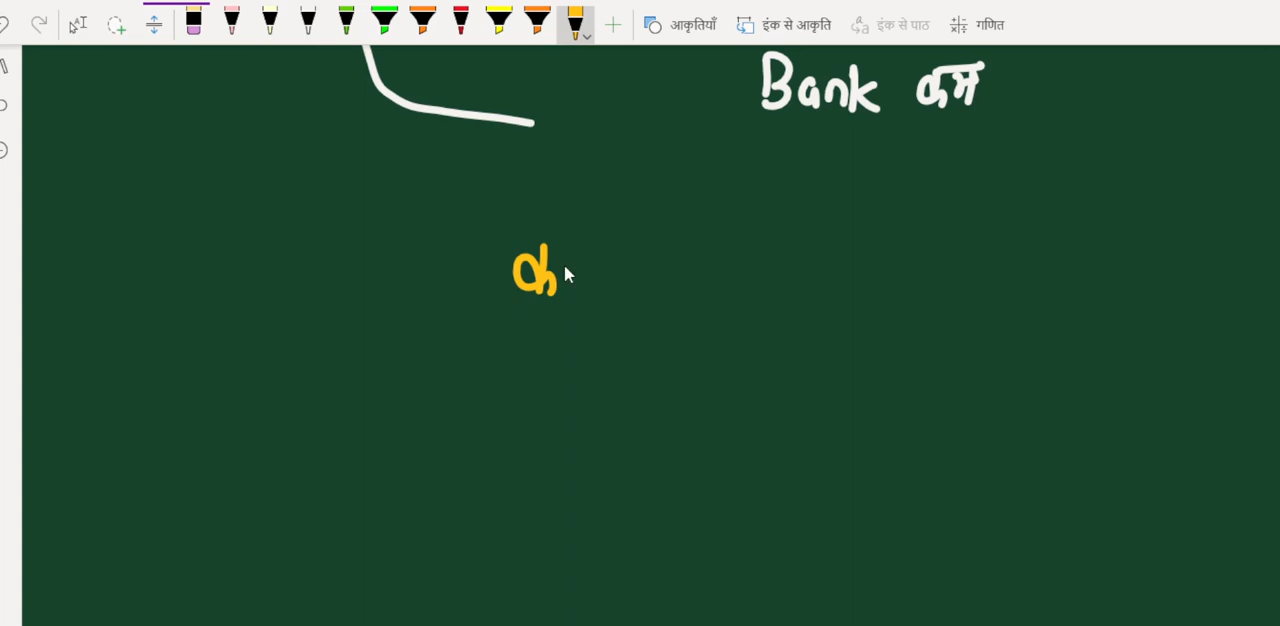 आकृतियाँ इंक से आकृति इंक से पाठ गणित
Bank कम
क